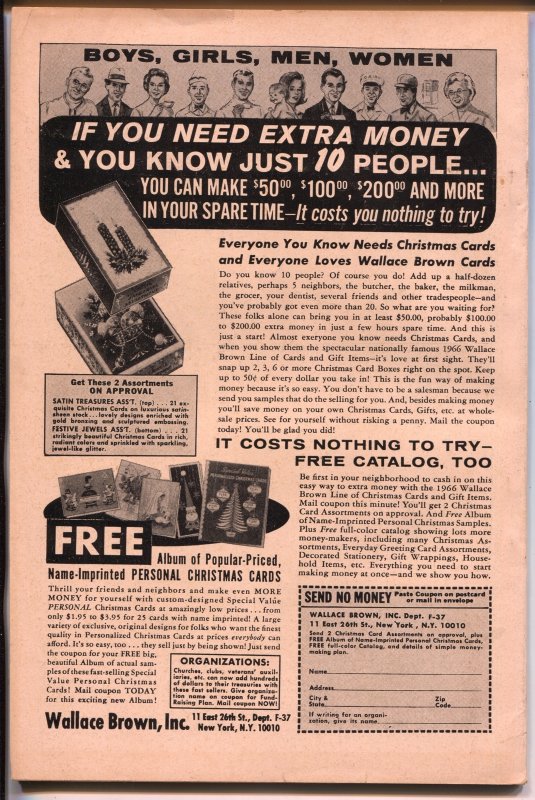 BOYS, GIRLS, MEN, WOMEN
IF YOU NEED EXTRA MONEY
& YOU KNOW JUST 10 PEOPLE...
YOU CAN MAKE $50⁰⁰, $100⁰⁰, $200⁰⁰ AND MORE
IN YOUR SPARE TIME—It costs you nothing to try!
Everyone You Know Needs Christmas Cards
and Everyone Loves Wallace Brown Cards
Do you know 10 people? Of course you do! Add up a half-dozen
relatives, perhaps 5 neighbors, the butcher, the baker, the milkman,
the grocer, your dentist, several friends and other tradespeople—and
you've probably got even more than 20. So what are you waiting for?
These folks alone can bring you in at least $50.00, probably $100.00
to $200.00 extra money in just a few hours spare time. And this is
just a start! Almost everyone you know needs Christmas Cards, and
when you show them the spectacular nationally famous 1966 Wallace
Brown Line of Cards and Gift Items—it's love at first sight. They'll
snap up 2, 3, 6 or more Christmas Card Boxes right on the spot. Keep
up to 50¢ of every dollar you take in! This is the fun way of making
money because it's so easy. You don't have to be a salesman because we
send you samples that do the selling for you. And, besides making money
you'll save money on your own Christmas Cards, Gifts, etc. at whole-
sale prices. See for yourself without risking a penny. Mail the coupon
today! You'll be glad you did!
Get These 2 Assortments
ON APPROVAL
SATIN TREASURES ASS'T. (top) . . . 21 ex-
quisite Christmas Cards on luxurious satin-
sheen stock...lovely designs enriched with
gold bronzing and sculptured embossing.
FESTIVE JEWELS ASS'T. (bottom) . . . 21
strikingly beautiful Christmas Cards in rich,
radiant colors and sprinkled with sparkling,
jewel-like glitter.
IT COSTS NOTHING TO TRY—
FREE CATALOG, TOO
Be first in your neighborhood to cash in on this
easy way to extra money with the 1966 Wallace
Brown Line of Christmas Cards and Gift Items.
Mail coupon this minute! You'll get 2 Christmas
Card Assortments on approval. And Free Album
of Name-Imprinted Personal Christmas Samples.
Plus Free full-color catalog showing lots more
money-makers, including many Christmas As-
sortments, Everyday Greeting Card Assortments,
Decorated Stationery, Gift Wrappings, House-
hold Items, etc. Everything you need to start
making money at once—and we show you how.
FREE
Album of Popular-Priced,
Name-Imprinted PERSONAL CHRISTMAS CARDS
Thrill your friends and neighbors and make even MORE
MONEY for yourself with custom-designed Special Value
PERSONAL Christmas Cards at amazingly low prices . . . from
only $1.95 to $3.95 for 25 cards with name imprinted! A large
variety of exclusive, original designs for folks who want the finest
quality in Personalized Christmas Cards at prices everybody can
afford. It's so easy, too . . . they sell just by being shown! Just send
the coupon for your FREE big,
beautiful Album of actual sam-
ples of these fast-selling Special
Value Personal Christmas
Cards! Mail coupon TODAY
for this exciting new Album!
ORGANIZATIONS:
Churches, clubs, veterans' auxil-
iaries, etc. can now add hundreds
of dollars to their treasuries with
these fast sellers. Give organiza-
tion name on coupon for Fund-
Raising Plan. Mail coupon NOW!
Wallace Brown, Inc. 11 East 26th St., Dept. F-37
New York, N.Y. 10010
SEND NO MONEY Paste Coupon on postcard
or mail in envelope
WALLACE BROWN, INC. Dept. F-37
11 East 26th St., New York, N.Y. 10010
Send 2 Christmas Card Assortments on approval, plus
FREE Album of Name-Imprinted Personal Christmas Cards,
FREE full-color Catalog, and details of simple money-
making plan.
Name
Address
City &
State
Zip
Code
If writing for an organi-
zation, give its name